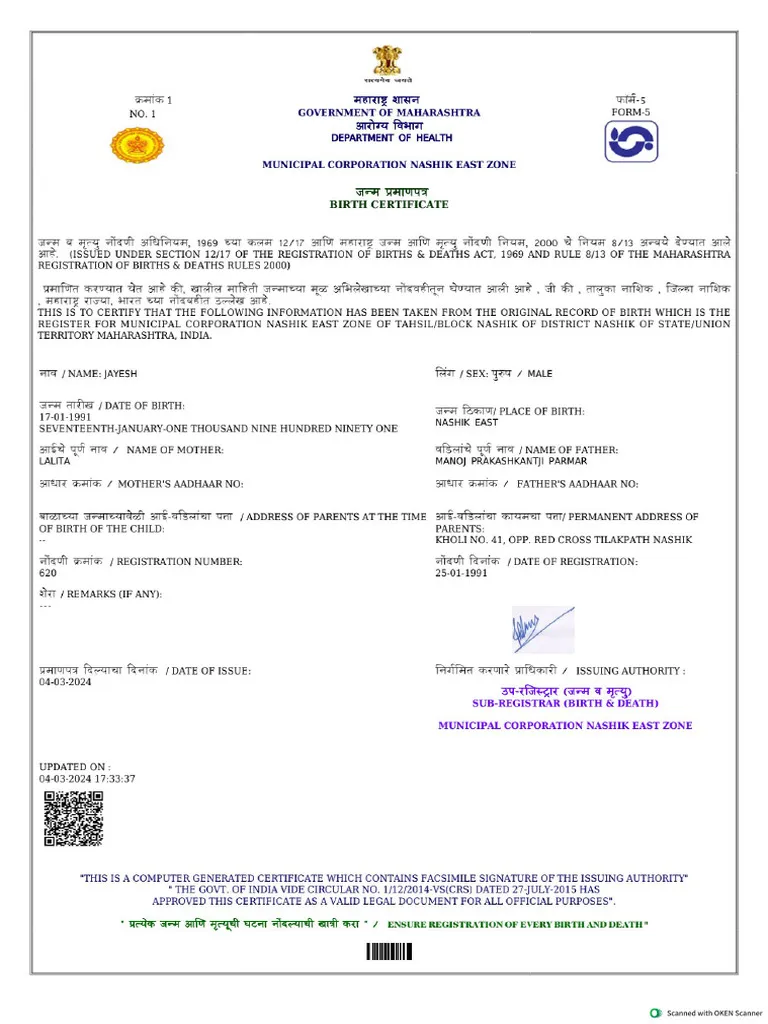 सत्यमेव जयते
क्रमांक 1
NO. 1
महाराष्ट्र शासन
GOVERNMENT OF MAHARASHTRA
आरोग्य विभाग
DEPARTMENT OF HEALTH
फॉर्म-5
FORM-5
MUNICIPAL CORPORATION NASHIK EAST ZONE
जन्म प्रमाणपत्र
BIRTH CERTIFICATE
जन्म व मृत्यु नोंदणी अधिनियम, 1969 च्या कलम 12/17 आणि महाराष्ट्र जन्म आणि मृत्यु नोंदणी नियम, 2000 चे नियम 8/13 अन्वये देण्यात आले
आहे. (ISSUED UNDER SECTION 12/17 OF THE REGISTRATION OF BIRTHS & DEATHS ACT, 1969 AND RULE 8/13 OF THE MAHARASHTRA
REGISTRATION OF BIRTHS & DEATHS RULES 2000)
प्रमाणित करण्यात येत आहे की, खालील माहिती जन्माच्या मूळ अभिलेखाच्या नोंदवहीतून घेण्यात आली आहे , जी की , तालुका नाशिक , जिल्हा नाशिक
, महाराष्ट्र राज्या, भारत च्या नोंदबहीत उल्लेख आहे.
THIS IS TO CERTIFY THAT THE FOLLOWING INFORMATION HAS BEEN TAKEN FROM THE ORIGINAL RECORD OF BIRTH WHICH IS THE
REGISTER FOR MUNICIPAL CORPORATION NASHIK EAST ZONE OF TAHSIL/BLOCK NASHIK OF DISTRICT NASHIK OF STATE/UNION
TERRITORY MAHARASHTRA, INDIA.
नाव / NAME: JAYESH
लिंग / SEX: पुरुष / MALE
जन्म तारीख / DATE OF BIRTH:
17-01-1991
SEVENTEENTH-JANUARY-ONE THOUSAND NINE HUNDRED NINETY ONE
जन्म ठिकाण/ PLACE OF BIRTH:
NASHIK EAST
आईचे पूर्ण नाव / NAME OF MOTHER:
LALITA
वडिलांचे पूर्ण नाव / NAME OF FATHER:
MANOJ PRAKASHKANTJI PARMAR
आधार क्रमांक / MOTHER'S AADHAAR NO:
आधार क्रमांक / FATHER'S AADHAAR NO:
बाळाच्या जन्माच्यावेळी आई-वडिलांचा पत्ता / ADDRESS OF PARENTS AT THE TIME
OF BIRTH OF THE CHILD:
--
आई-वडिलांचा कायमचा पत्ता/ PERMANENT ADDRESS OF
PARENTS:
KHOLI NO. 41, OPP. RED CROSS TILAKPATH NASHIK
नोंदणी क्रमांक / REGISTRATION NUMBER:
620
नोंदणी दिनांक / DATE OF REGISTRATION:
25-01-1991
शेरा / REMARKS (IF ANY):
---
प्रमाणपत्र दिल्याचा दिनांक / DATE OF ISSUE:
04-03-2024
निर्गमित करणारे प्राधिकारी / ISSUING AUTHORITY :
उप-रजिस्ट्रार (जन्म व मृत्यु)
SUB-REGISTRAR (BIRTH & DEATH)
MUNICIPAL CORPORATION NASHIK EAST ZONE
UPDATED ON :
04-03-2024 17:33:37
"THIS IS A COMPUTER GENERATED CERTIFICATE WHICH CONTAINS FACSIMILE SIGNATURE OF THE ISSUING AUTHORITY"
" THE GOVT. OF INDIA VIDE CIRCULAR NO. 1/12/2014-VS(CRS) DATED 27-JULY-2015 HAS
APPROVED THIS CERTIFICATE AS A VALID LEGAL DOCUMENT FOR ALL OFFICIAL PURPOSES".
" प्रत्येक जन्म आणि मृत्यूची घटना नोंदल्याची खात्री करा " / ENSURE REGISTRATION OF EVERY BIRTH AND DEATH "
Scanned with OKEN Scanner